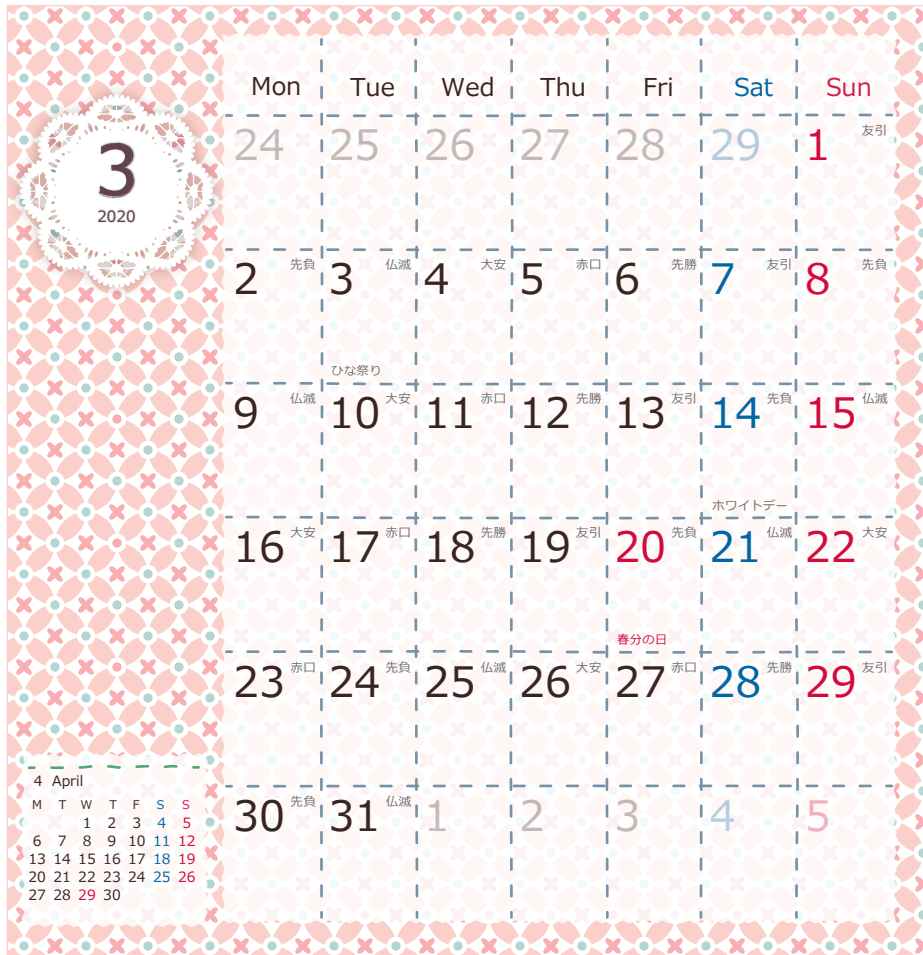 3
2020
Mon Tue Wed Thu Fri Sat Sun
24 25 26 27 28 29 1 友引
2 先負 3 仏滅 4 大安 5 赤口 6 先勝 7 友引 8 先負
ひな祭り
9 仏滅 10 大安 11 赤口 12 先勝 13 友引 14 先負 15 仏滅
ホワイトデー
16 大安 17 赤口 18 先勝 19 友引 20 先負 21 仏滅 22 大安
春分の日
23 赤口 24 先負 25 仏滅 26 大安 27 赤口 28 先勝 29 友引
30 先負 31 仏滅 1 2 3 4 5
4 April
M T W T F S S
1 2 3 4 5
6 7 8 9 10 11 12
13 14 15 16 17 18 19
20 21 22 23 24 25 26
27 28 29 30